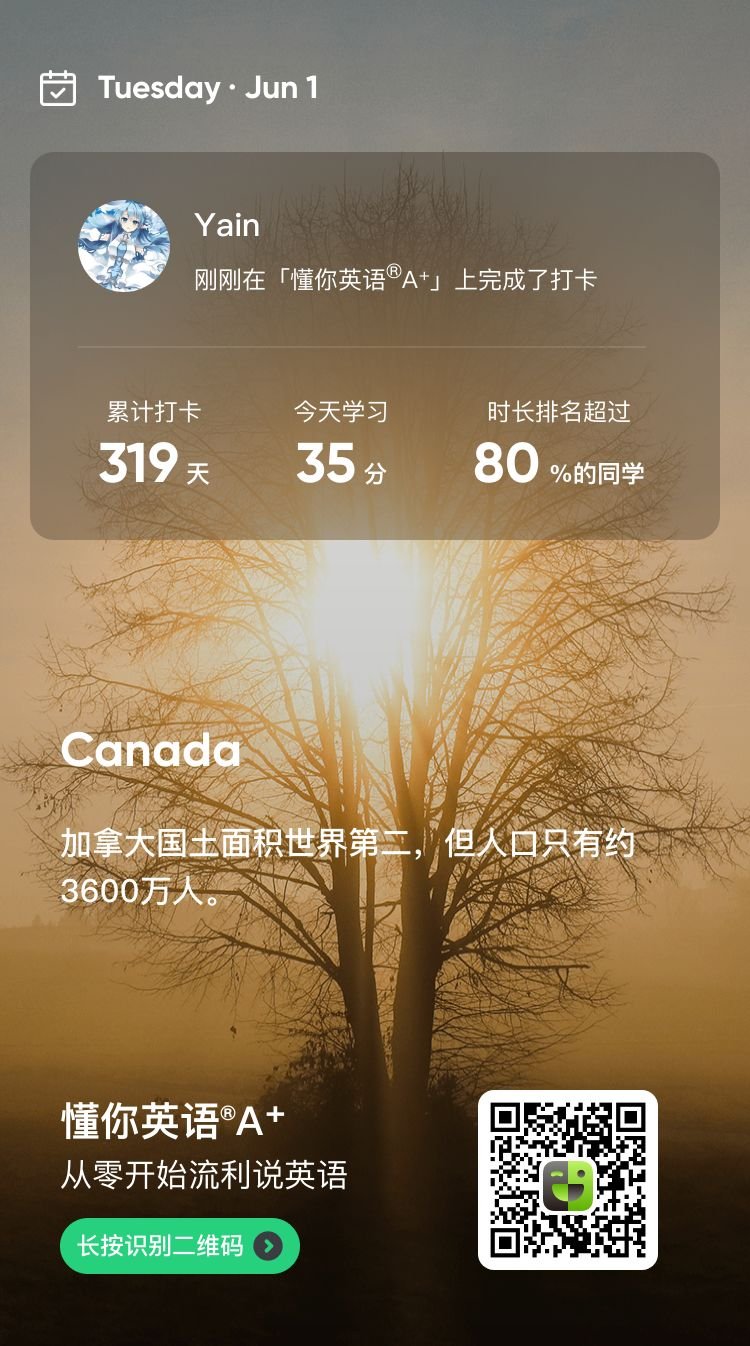 Tuesday · Jun 1
Yain
刚刚在「懂你英语®A⁺」上完成了打卡
累计打卡 今天学习 时长排名超过
319 天 35 分 80 %的同学
Canada
加拿大国土面积世界第二，但人口只有约
3600万人。
懂你英语®A⁺
从零开始流利说英语
长按识别二维码